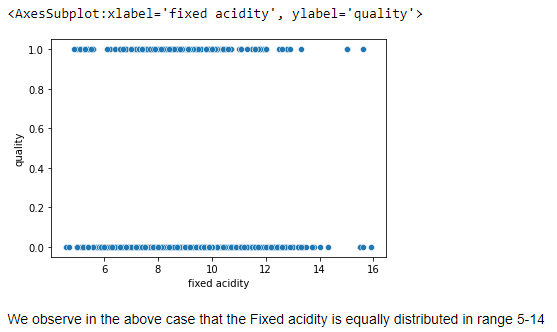 <AxesSubplot:xlabel='fixed acidity', ylabel='quality'>
1.0
0.8
0.6
0.4
0.2
0.0
quality
6 8 10 12 14 16
fixed acidity
We observe in the above case that the Fixed acidity is equally distributed in range 5-14